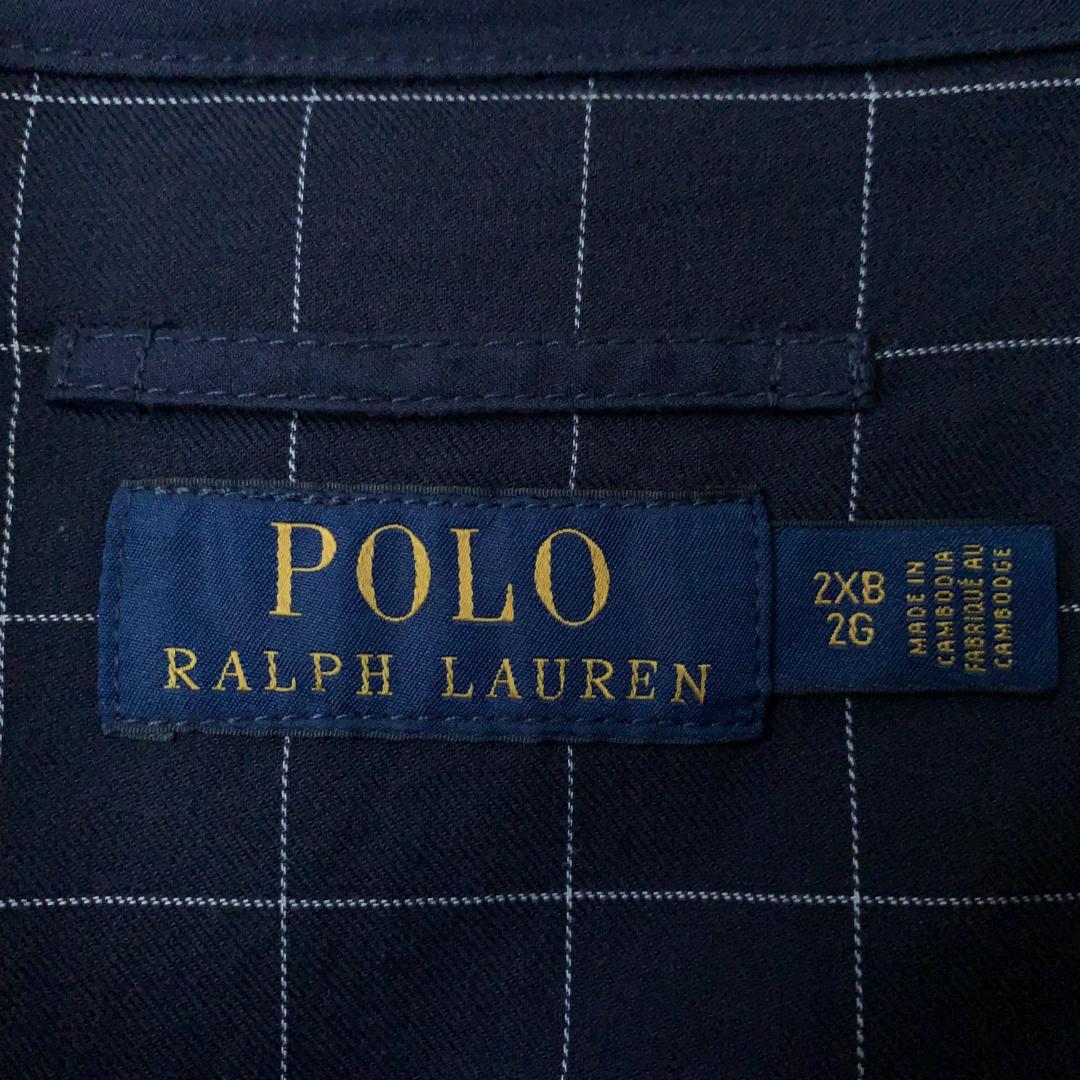 POLO
RALPH LAUREN
2XB
2G
MADE IN
CAMBODIA
FABRIQUÉ AU
CAMBODGE